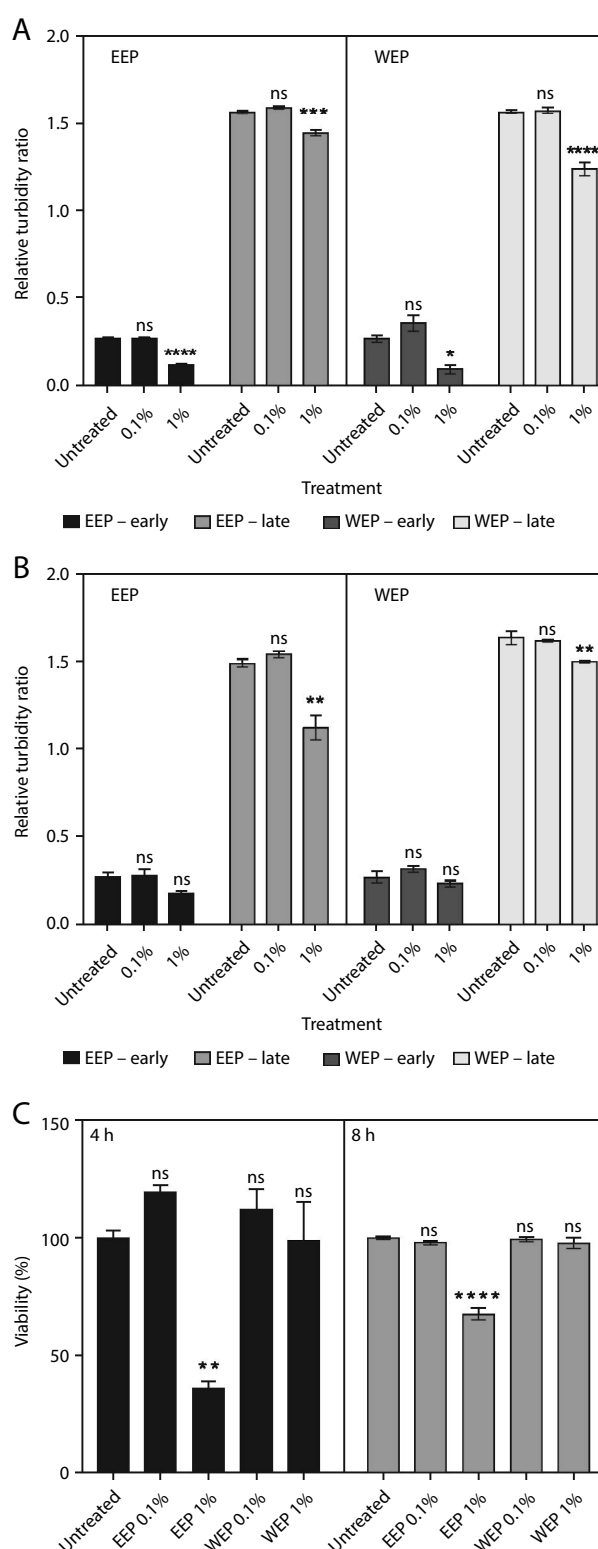 A
EEP
WEP
Relative turbidity ratio
2.0
1.5
1.0
0.5
0.0
ns
****
ns
***
ns
*
ns
****
Untreated
0.1%
1%
Untreated
0.1%
1%
Untreated
0.1%
1%
Untreated
0.1%
1%
Treatment
EEP – early
EEP – late
WEP – early
WEP – late
B
EEP
WEP
Relative turbidity ratio
2.0
1.5
1.0
0.5
0.0
ns
ns
ns
**
ns
ns
ns
**
Untreated
0.1%
1%
Untreated
0.1%
1%
Untreated
0.1%
1%
Untreated
0.1%
1%
Treatment
EEP – early
EEP – late
WEP – early
WEP – late
C
4 h
8 h
Viability (%)
150
100
50
0
ns
**
ns
ns
ns
****
ns
ns
Untreated
EEP 0.1%
EEP 1%
WEP 0.1%
WEP 1%
Untreated
EEP 0.1%
EEP 1%
WEP 0.1%
WEP 1%